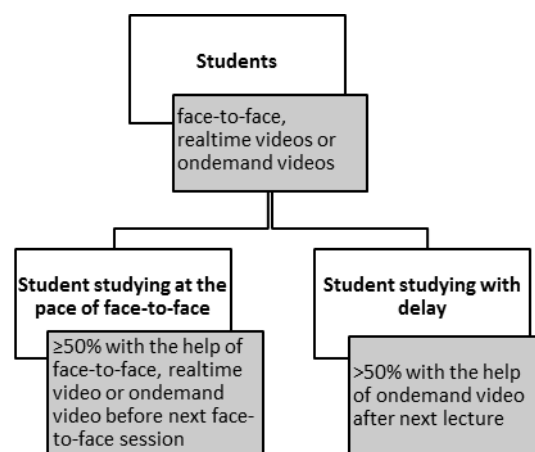 Students
face-to-face,
realtime videos or
ondemand videos
Student studying at the
pace of face-to-face
≥50% with the help of
face-to-face, realtime
video or ondemand
video before next face-
to-face session
Student studying with
delay
>50% with the help
of ondemand video
after next lecture